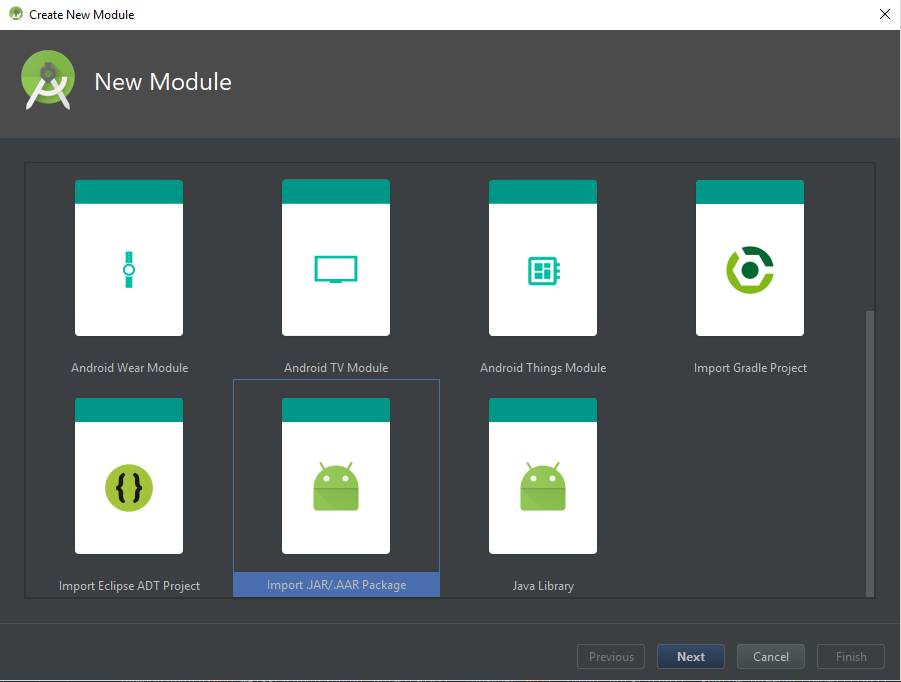 Create New Module
New Module
Android Wear Module
Android TV Module
Android Things Module
Import Gradle Project
Import Eclipse ADT Project
Import .JAR/.AAR Package
Java Library
Previous
Next
Cancel
Finish